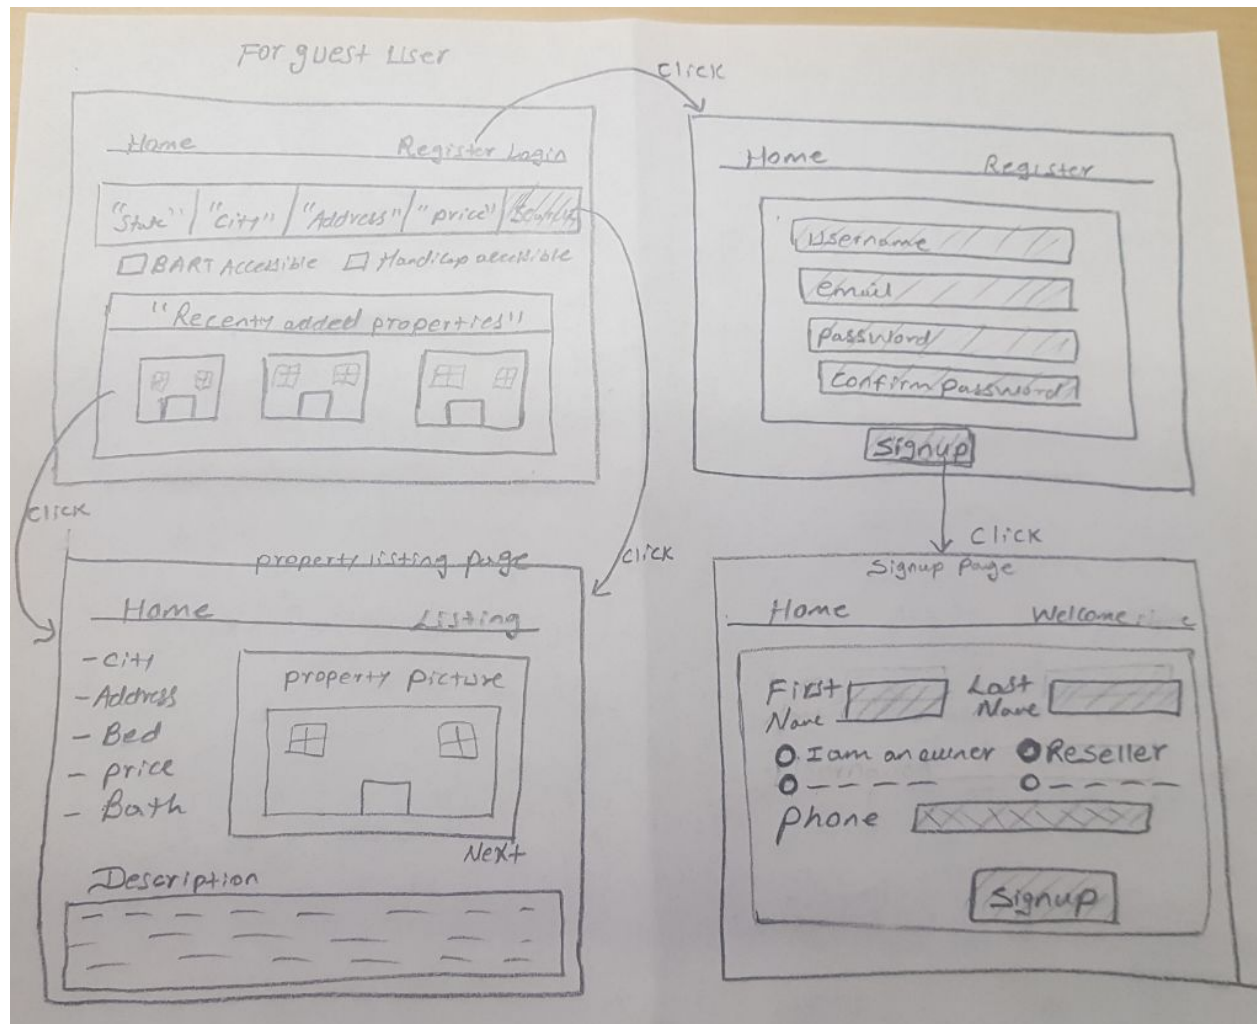 For guest User
click
Home Register Login
"State" "City" "Address" "price"
BART Accessible Handicap accessible
"Recenty added properties"
click
click
Home Register
username
email
password
Confirm password
Signup
click
property listing page
Home Listing
- City
- Address
- Bed
- price
- Bath
property picture
Next
Description
Signup page
Home Welcome
First Name Last Name
I am an owner Reseller
phone
Signup